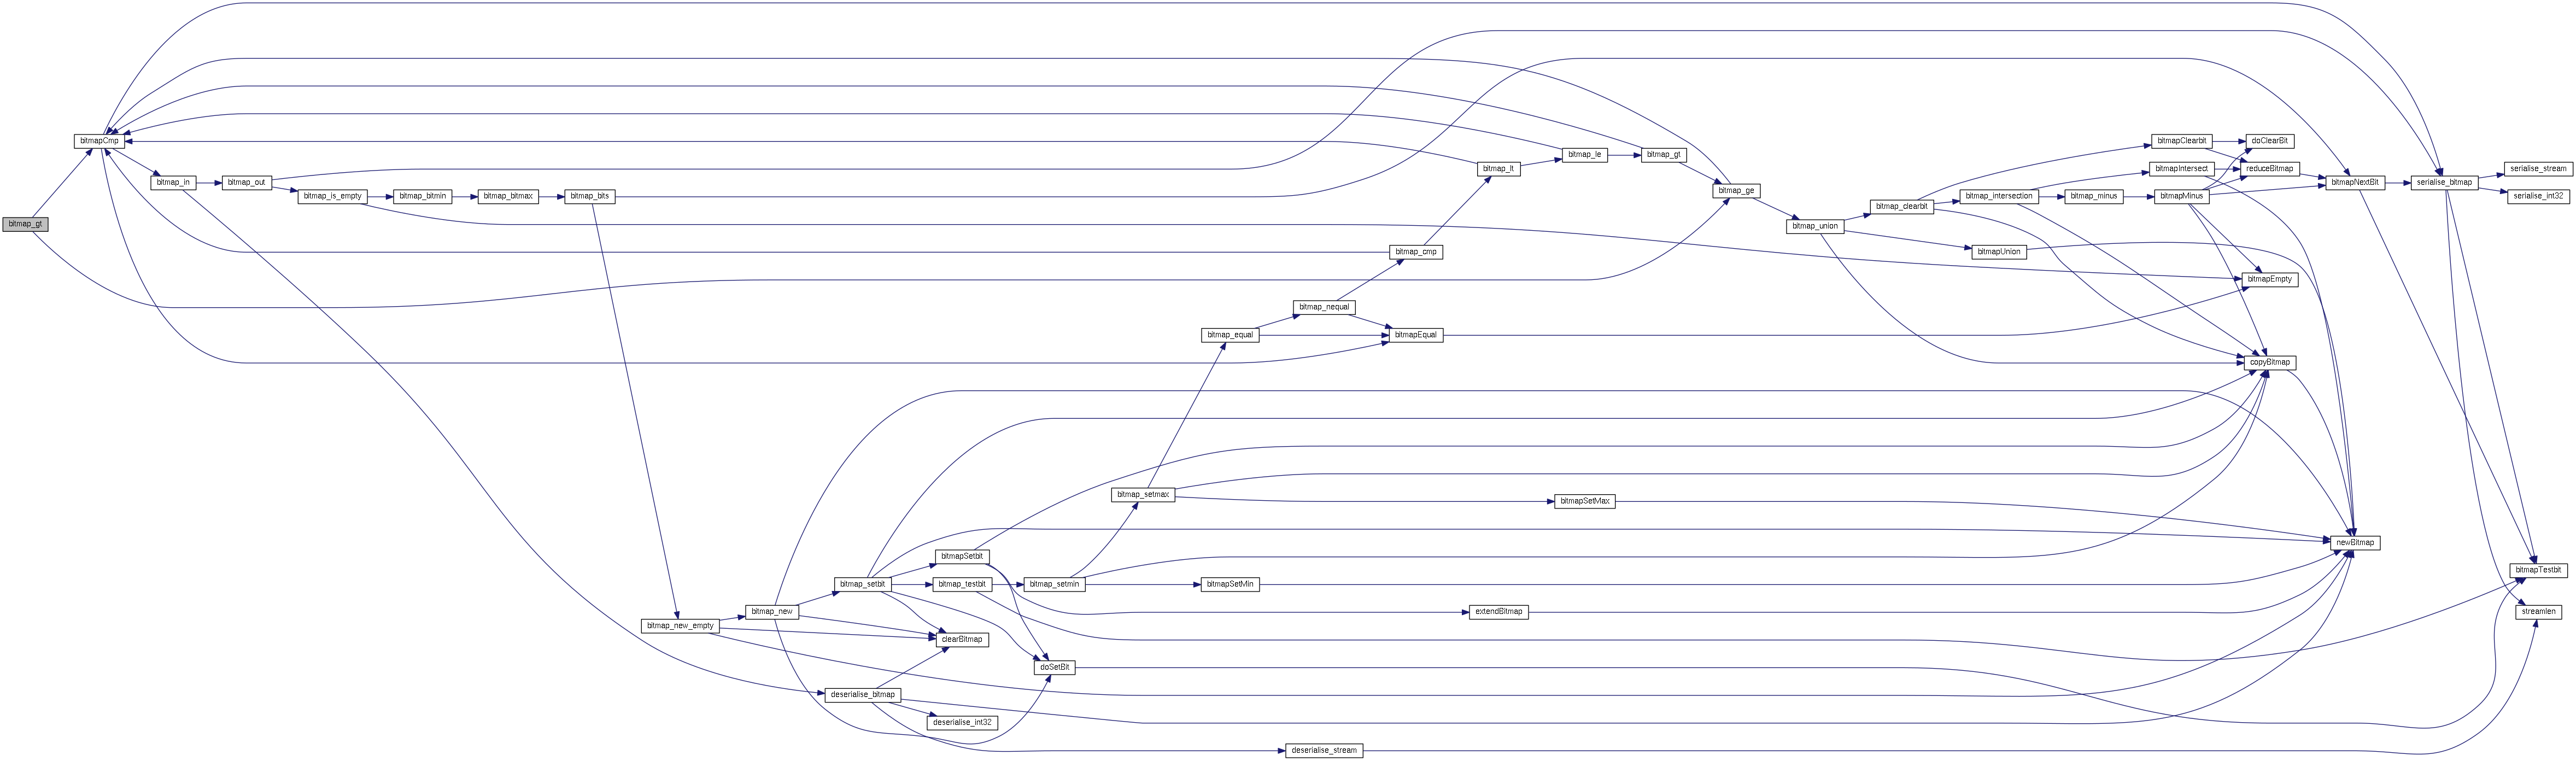 bitmap_gt
bitmapCmp
bitmap_in
bitmap_out
bitmap_is_empty
bitmap_bitmin
bitmap_bitmax
bitmap_bits
bitmap_new_empty
bitmap_new
bitmap_setbit
deserialise_bitmap
bitmapSetbit
bitmap_testbit
clearBitmap
deserialise_int32
bitmap_setmin
doSetBit
bitmap_setmax
bitmap_equal
bitmapSetMin
deserialise_stream
bitmap_nequal
bitmap_cmp
bitmapEqual
extendBitmap
bitmap_lt
bitmap_le
bitmapSetMax
bitmap_gt
bitmap_ge
bitmap_union
bitmap_clearbit
bitmap_intersection
bitmapUnion
bitmap_minus
bitmapClearbit
bitmapIntersect
bitmapMinus
doClearBit
reduceBitmap
bitmapEmpty
copyBitmap
bitmapNextBit
newBitmap
serialise_bitmap
serialise_stream
serialise_int32
bitmapTestbit
streamlen